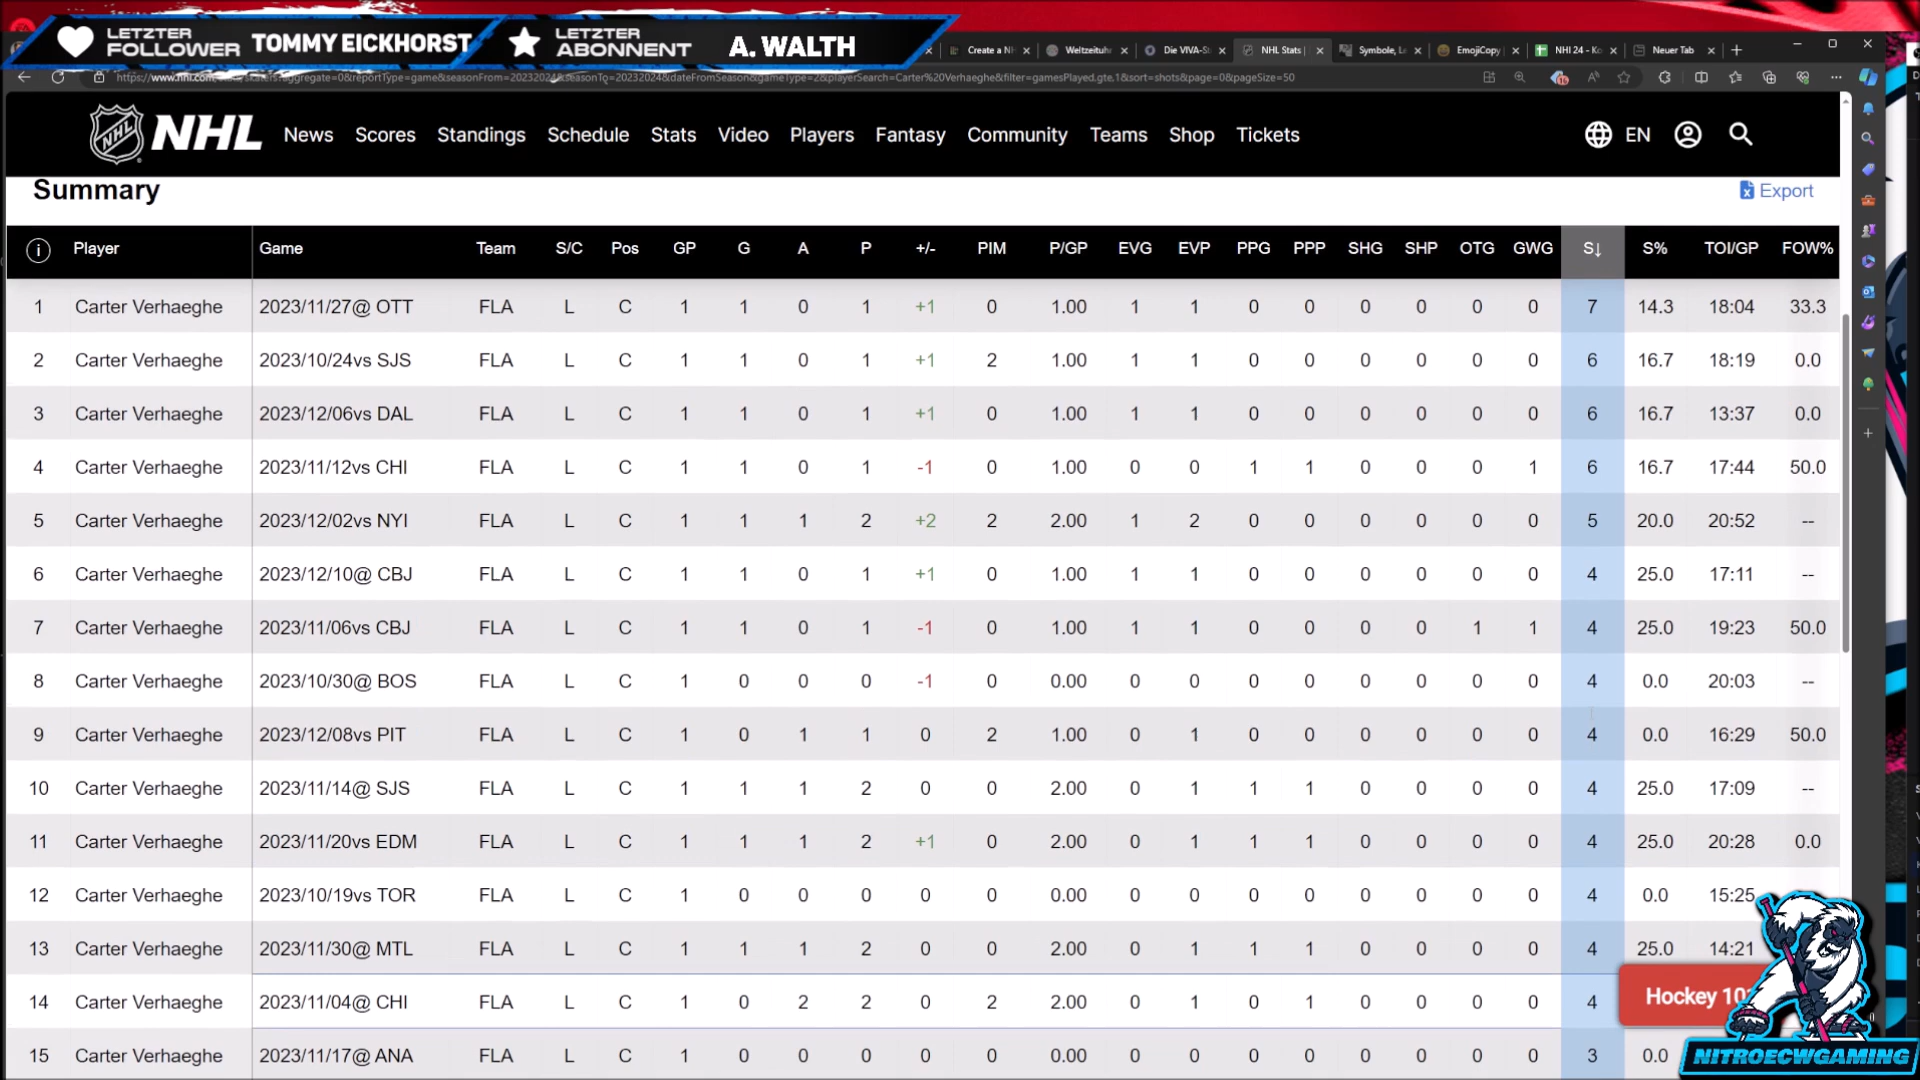 LETZTER FOLLOWER TOMMY EICKHORST LETZTER ABONNENT A. WALTH
Create a NH Weltzeituhr Die VIVA-St NHL Stats | Symbole, Le EmojiCopy NHl 24 - Ko Neuer Tab
NHL News Scores Standings Schedule Stats Video Players Fantasy Community Teams Shop Tickets EN
Summary Export
i Player Game Team S/C Pos GP G A P +/- PIM P/GP EVG EVP PPG PPP SHG SHP OTG GWG S↓ S% TOI/GP FOW%
1 Carter Verhaeghe 2023/11/27@ OTT FLA L C 1 1 0 1 +1 0 1.00 1 1 0 0 0 0 0 0 7 14.3 18:04 33.3
2 Carter Verhaeghe 2023/10/24vs SJS FLA L C 1 1 0 1 +1 2 1.00 1 1 0 0 0 0 0 0 6 16.7 18:19 0.0
3 Carter Verhaeghe 2023/12/06vs DAL FLA L C 1 1 0 1 +1 0 1.00 1 1 0 0 0 0 0 0 6 16.7 13:37 0.0
4 Carter Verhaeghe 2023/11/12vs CHI FLA L C 1 1 0 1 -1 0 1.00 0 0 1 1 0 0 0 1 6 16.7 17:44 50.0
5 Carter Verhaeghe 2023/12/02vs NYI FLA L C 1 1 1 2 +2 2 2.00 1 2 0 0 0 0 0 0 5 20.0 20:52 --
6 Carter Verhaeghe 2023/12/10@ CBJ FLA L C 1 1 0 1 +1 0 1.00 1 1 0 0 0 0 0 0 4 25.0 17:11 --
7 Carter Verhaeghe 2023/11/06vs CBJ FLA L C 1 1 0 1 -1 0 1.00 1 1 0 0 0 0 1 1 4 25.0 19:23 50.0
8 Carter Verhaeghe 2023/10/30@ BOS FLA L C 1 0 0 0 -1 0 0.00 0 0 0 0 0 0 0 0 4 0.0 20:03 --
9 Carter Verhaeghe 2023/12/08vs PIT FLA L C 1 0 1 1 0 2 1.00 0 1 0 0 0 0 0 0 4 0.0 16:29 50.0
10 Carter Verhaeghe 2023/11/14@ SJS FLA L C 1 1 1 2 0 0 2.00 0 1 1 1 0 0 0 0 4 25.0 17:09 --
11 Carter Verhaeghe 2023/11/20vs EDM FLA L C 1 1 1 2 +1 0 2.00 0 1 1 1 0 0 0 0 4 25.0 20:28 0.0
12 Carter Verhaeghe 2023/10/19vs TOR FLA L C 1 0 0 0 0 0 0.00 0 0 0 0 0 0 0 0 4 0.0 15:25
13 Carter Verhaeghe 2023/11/30@ MTL FLA L C 1 1 1 2 0 0 2.00 0 1 1 1 0 0 0 0 4 25.0 14:21
14 Carter Verhaeghe 2023/11/04@ CHI FLA L C 1 0 2 2 0 2 2.00 0 1 0 1 0 0 0 0 4 Hockey
15 Carter Verhaeghe 2023/11/17@ ANA FLA L C 1 0 0 0 0 0 0.00 0 0 0 0 0 0 0 0 3 0.0
NITROECWGAMING